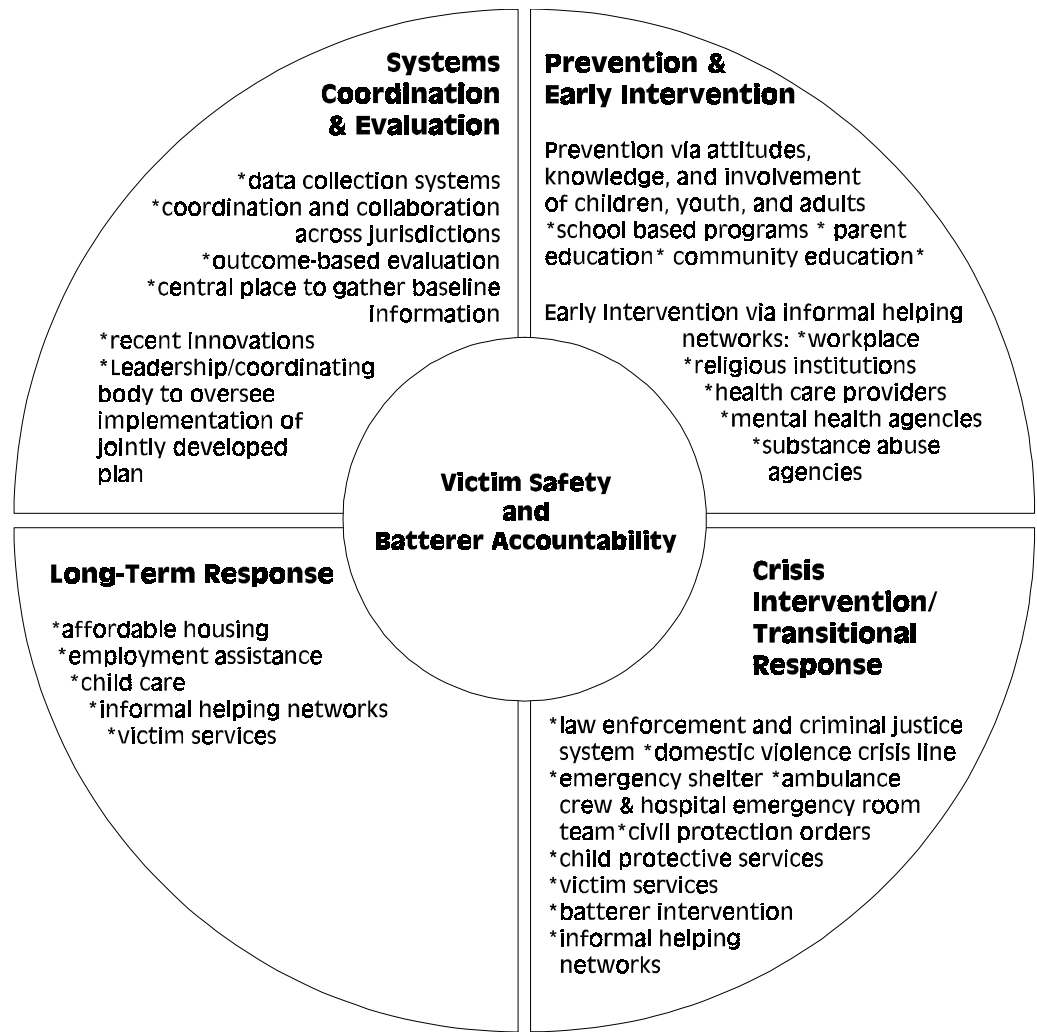 Systems
Coordination
& Evaluation
*data collection systems
*coordination and collaboration
across jurisdictions
*outcome-based evaluation
*central place to gather baseline
information
*recent innovations
*Leadership/coordinating
body to oversee
implementation of
jointly developed
plan
Prevention &
Early Intervention
Prevention via attitudes,
knowledge, and involvement
of children, youth, and adults
*school based programs * parent
education* community education*
Early Intervention via informal helping
networks: *workplace
*religious institutions
*health care providers
*mental health agencies
*substance abuse
agencies
Victim Safety
and
Batterer Accountability
Long-Term Response
*affordable housing
*employment assistance
*child care
*informal helping networks
*victim services
Crisis
Intervention/
Transitional
Response
*law enforcement and criminal justice
system *domestic violence crisis line
*emergency shelter *ambulance
crew & hospital emergency room
team*civil protection orders
*child protective services
*victim services
*batterer intervention
*informal helping
networks